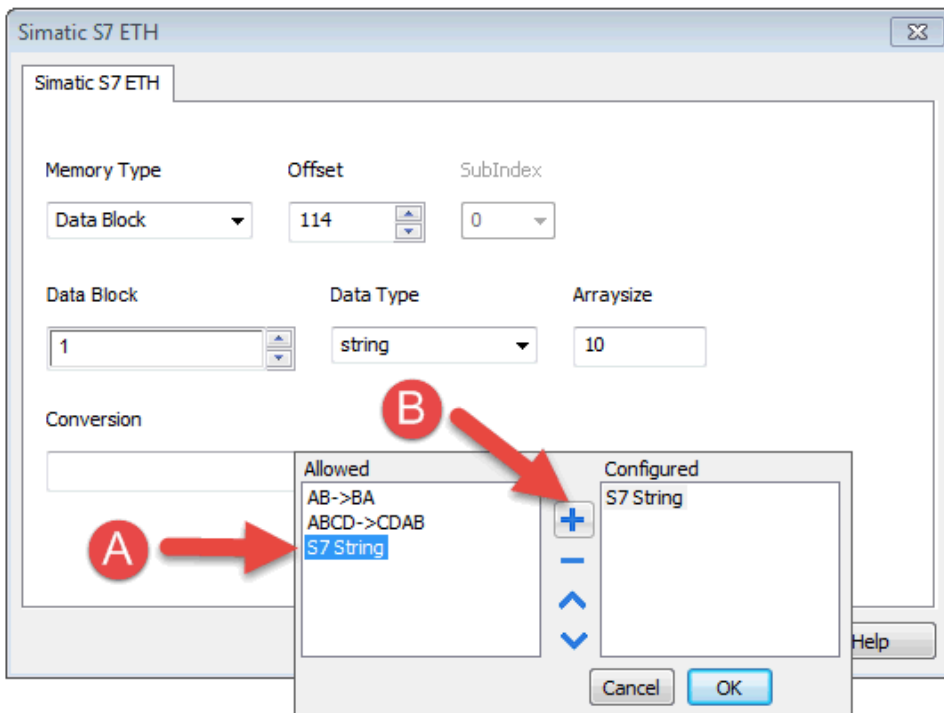 Simatic S7 ETH
Simatic S7 ETH
Memory Type Offset SubIndex
Data Block 114 0
Data Block Data Type Arraysize
1 string 10
Conversion
B
Allowed Configured
AB->BA S7 String
ABCD->CDAB
S7 String
A
Help
Cancel OK